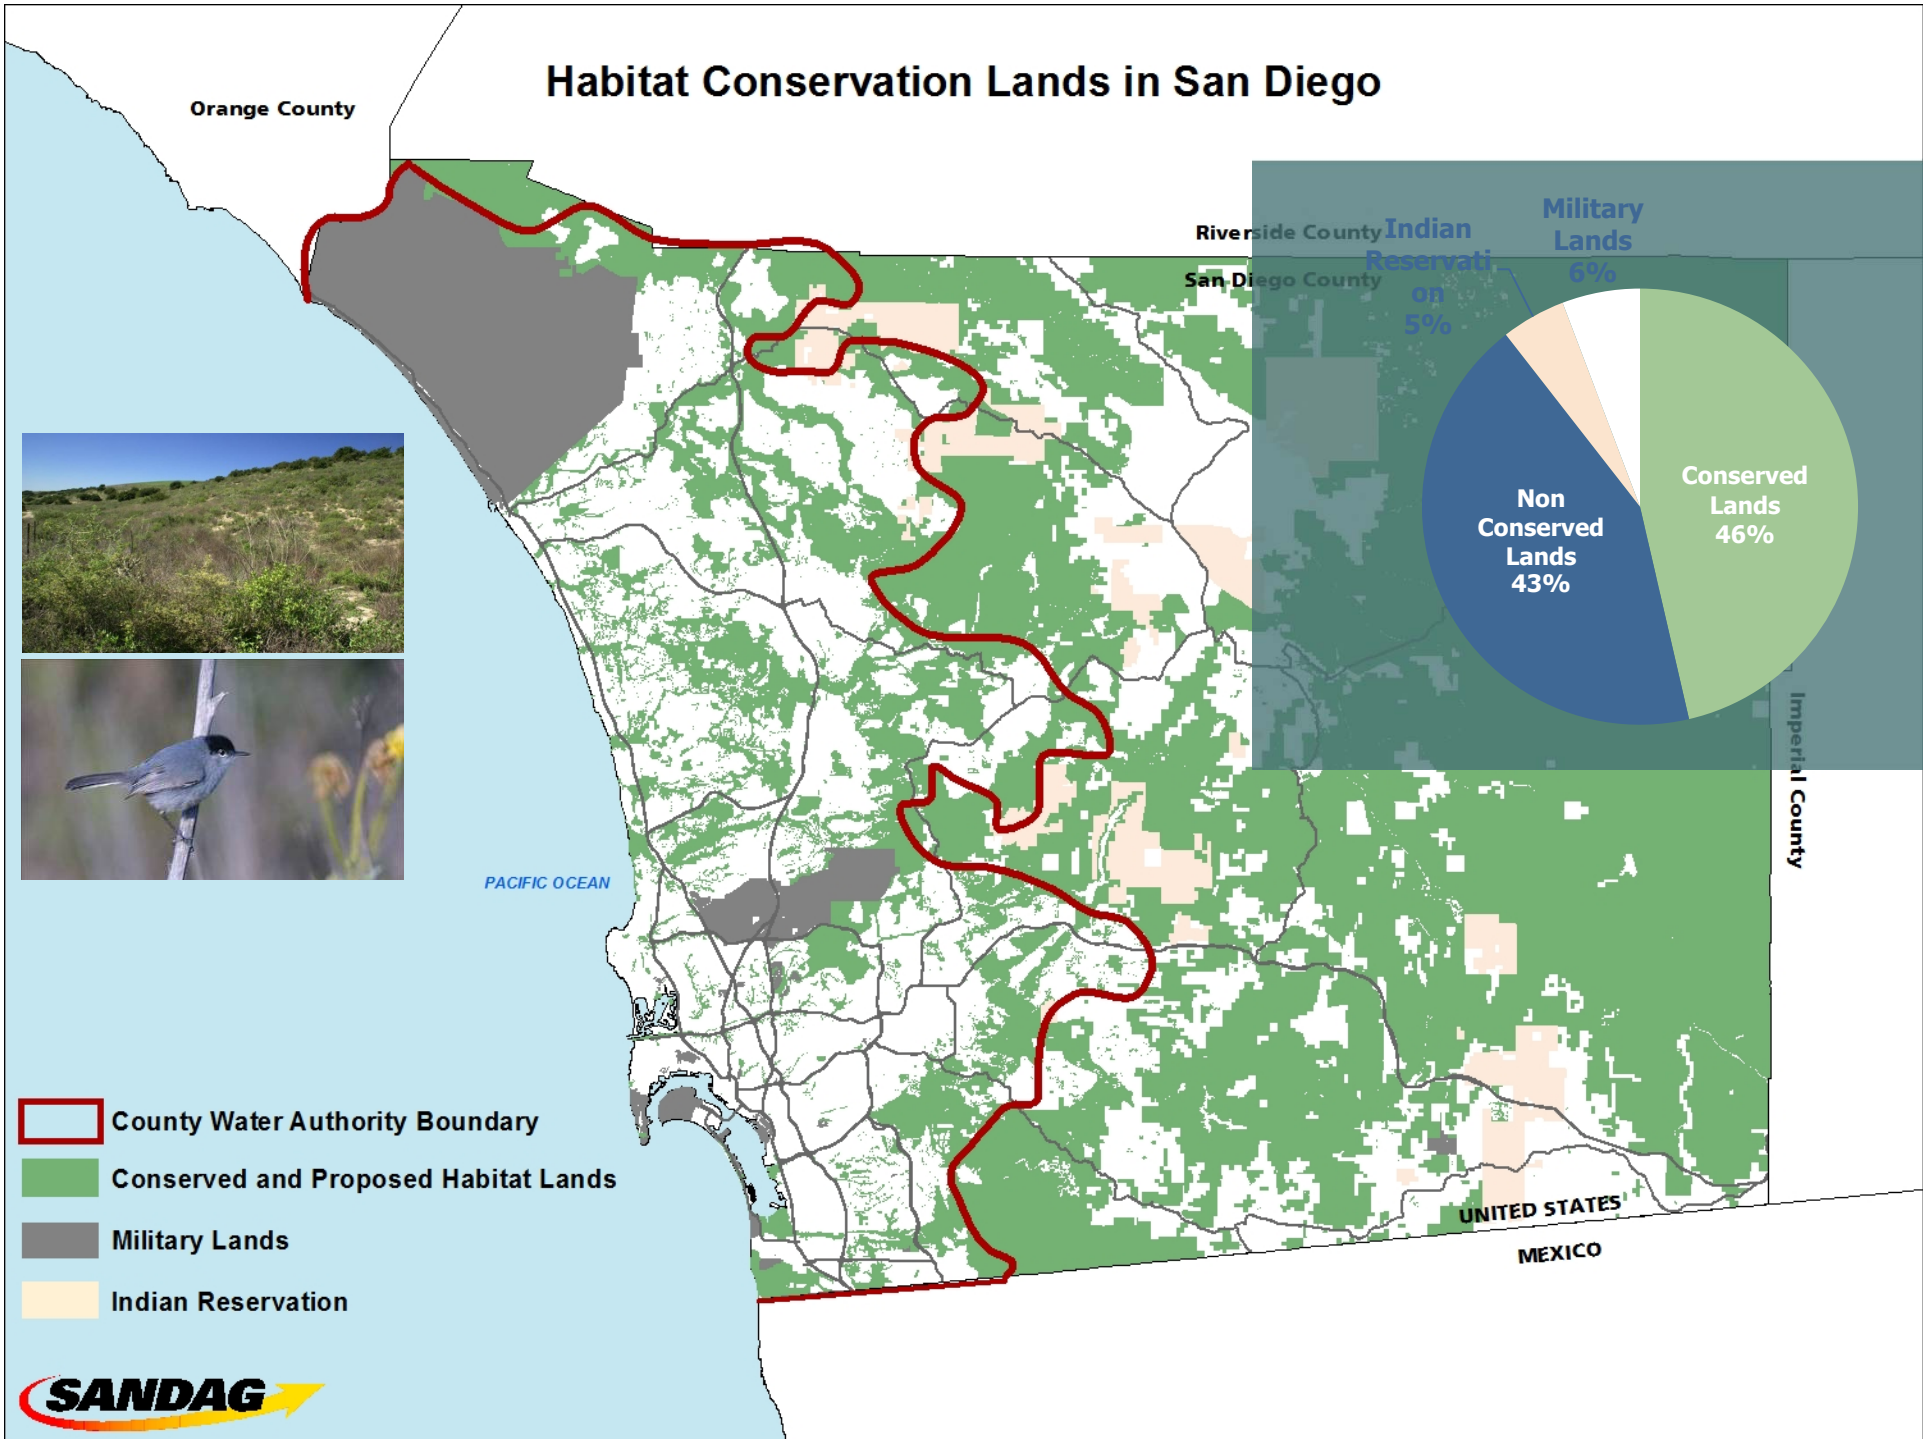 Habitat Conservation Lands in San Diego
Orange County
Riverside County
San Diego County
Indian
Reservati
on
5%
Military
Lands
6%
Non
Conserved
Lands
43%
Conserved
Lands
46%
Imperial County
PACIFIC OCEAN
County Water Authority Boundary
Conserved and Proposed Habitat Lands
Military Lands
Indian Reservation
UNITED STATES
MEXICO
SANDAG